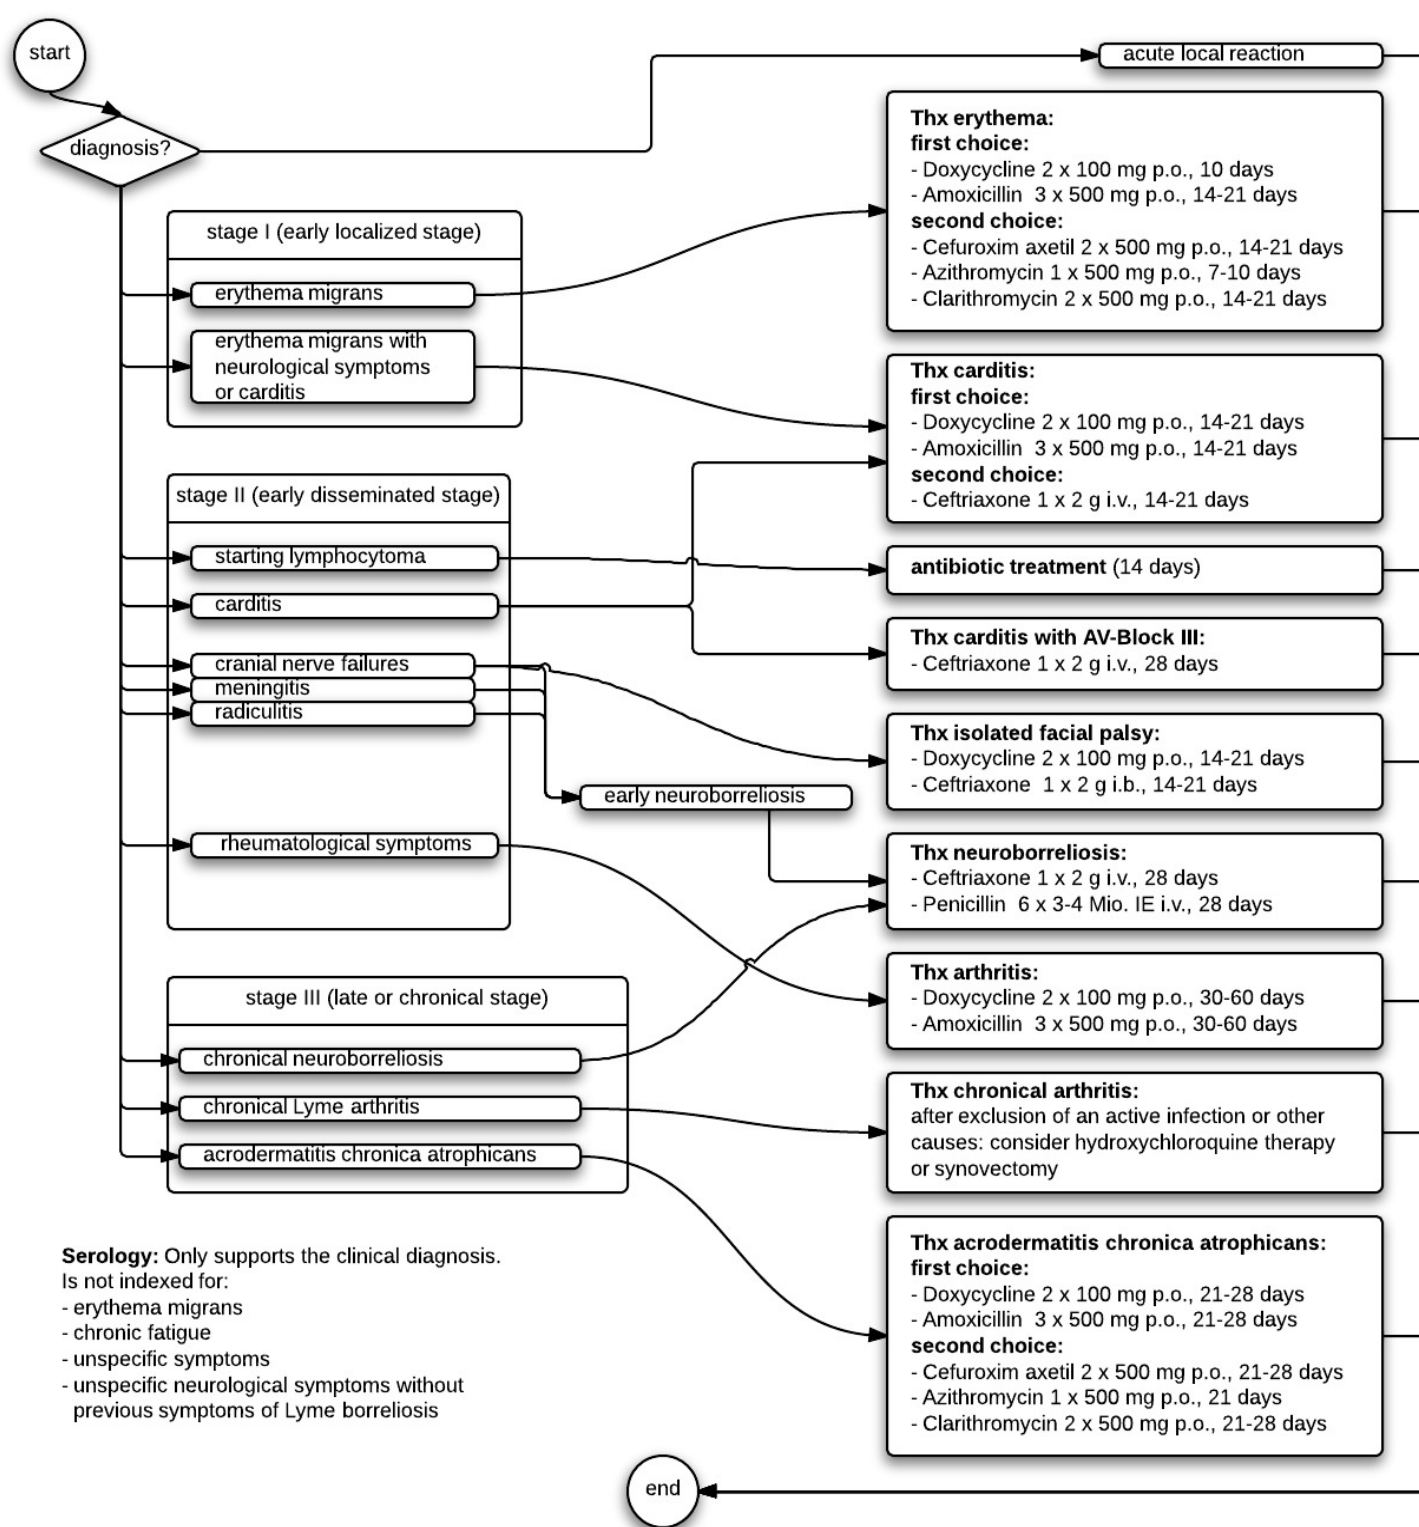 start
acute local reaction
diagnosis?
Thx erythema:
first choice:
- Doxycycline 2 x 100 mg p.o., 10 days
- Amoxicillin 3 x 500 mg p.o., 14-21 days
second choice:
- Cefuroxim axetil 2 x 500 mg p.o., 14-21 days
- Azithromycin 1 x 500 mg p.o., 7-10 days
- Clarithromycin 2 x 500 mg p.o., 14-21 days
stage I (early localized stage)
erythema migrans
erythema migrans with
neurological symptoms
or carditis
Thx carditis:
first choice:
- Doxycycline 2 x 100 mg p.o., 14-21 days
- Amoxicillin 3 x 500 mg p.o., 14-21 days
second choice:
- Ceftriaxone 1 x 2 g i.v., 14-21 days
stage II (early disseminated stage)
starting lymphocytoma
carditis
cranial nerve failures
meningitis
radiculitis
rheumatological symptoms
antibiotic treatment (14 days)
Thx carditis with AV-Block III:
- Ceftriaxone 1 x 2 g i.v., 28 days
Thx isolated facial palsy:
- Doxycycline 2 x 100 mg p.o., 14-21 days
- Ceftriaxone 1 x 2 g i.b., 14-21 days
early neuroborreliosis
Thx neuroborreliosis:
- Ceftriaxone 1 x 2 g i.v., 28 days
- Penicillin 6 x 3-4 Mio. IE i.v., 28 days
Thx arthritis:
- Doxycycline 2 x 100 mg p.o., 30-60 days
- Amoxicillin 3 x 500 mg p.o., 30-60 days
stage III (late or chronical stage)
chronical neuroborreliosis
chronical Lyme arthritis
acrodermatitis chronica atrophicans
Thx chronical arthritis:
after exclusion of an active infection or other
causes: consider hydroxychloroquine therapy
or synovectomy
Thx acrodermatitis chronica atrophicans:
first choice:
- Doxycycline 2 x 100 mg p.o., 21-28 days
- Amoxicillin 3 x 500 mg p.o., 21-28 days
second choice:
- Cefuroxim axetil 2 x 500 mg p.o., 21-28 days
- Azithromycin 1 x 500 mg p.o., 21 days
- Clarithromycin 2 x 500 mg p.o., 21-28 days
Serology: Only supports the clinical diagnosis.
Is not indexed for:
- erythema migrans
- chronic fatigue
- unspecific symptoms
- unspecific neurological symptoms without
previous symptoms of Lyme borreliosis
end